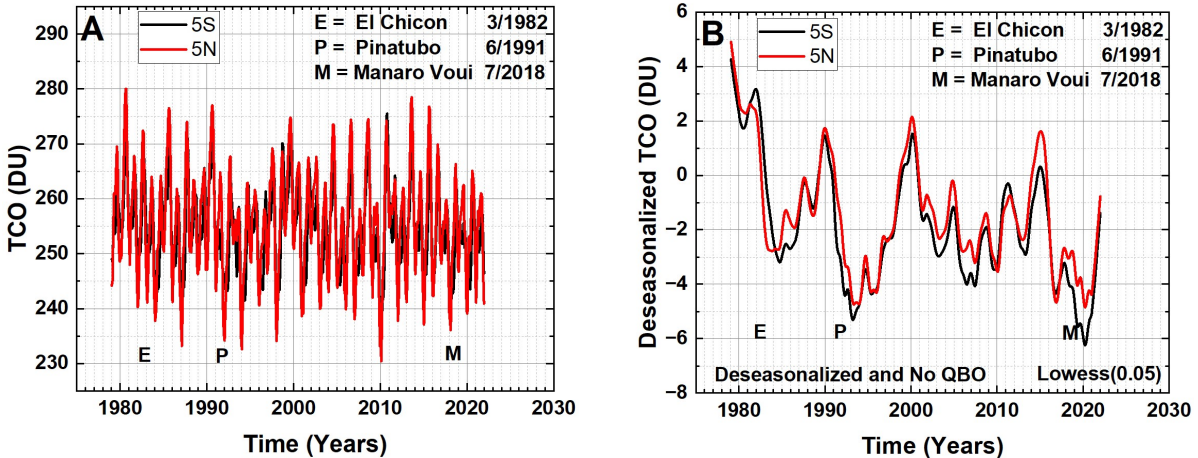 A
5S
5N
E = El Chicon 3/1982
P = Pinatubo 6/1991
M = Manaro Voui 7/2018
TCO (DU)
290
280
270
260
250
240
230
E
P
M
1980 1990 2000 2010 2020 2030
Time (Years)
B
5S
5N
E = El Chicon 3/1982
P = Pinatubo 6/1991
M = Manaro Voui 7/2018
Deseasonalized TCO (DU)
6
4
2
0
−2
−4
−6
−8
E
P
M
Deseasonalized and No QBO Lowess(0.05)
1980 1990 2000 2010 2020 2030
Time (Years)